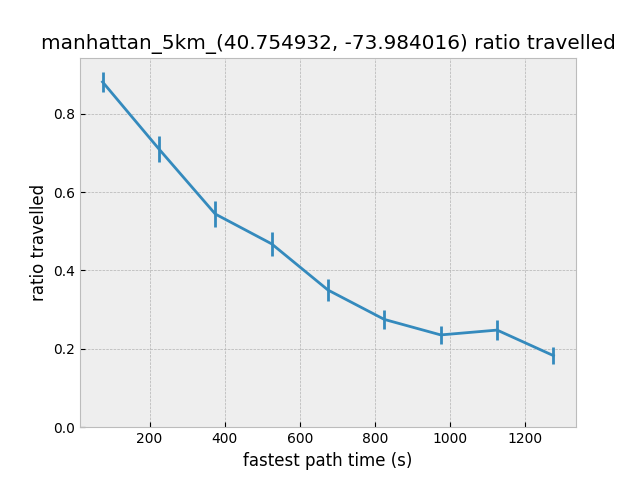 manhattan_5km_(40.754932, -73.984016) ratio travelled
ratio travelled
0.8
0.6
0.4
0.2
0.0
200 400 600 800 1000 1200
fastest path time (s)